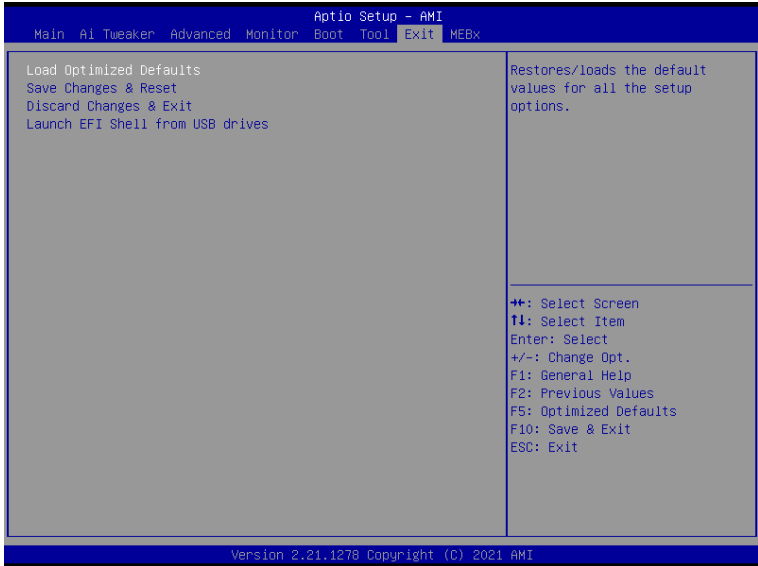 Aptio Setup – AMI
Main Ai Tweaker Advanced Monitor Boot Tool Exit MEBx
Load Optimized Defaults
Save Changes & Reset
Discard Changes & Exit
Launch EFI Shell from USB drives
Restores/loads the default
values for all the setup
options.
→←: Select Screen
↑↓: Select Item
Enter: Select
+/-: Change Opt.
F1: General Help
F2: Previous Values
F5: Optimized Defaults
F10: Save & Exit
ESC: Exit
Version 2.21.1278 Copyright (C) 2021 AMI